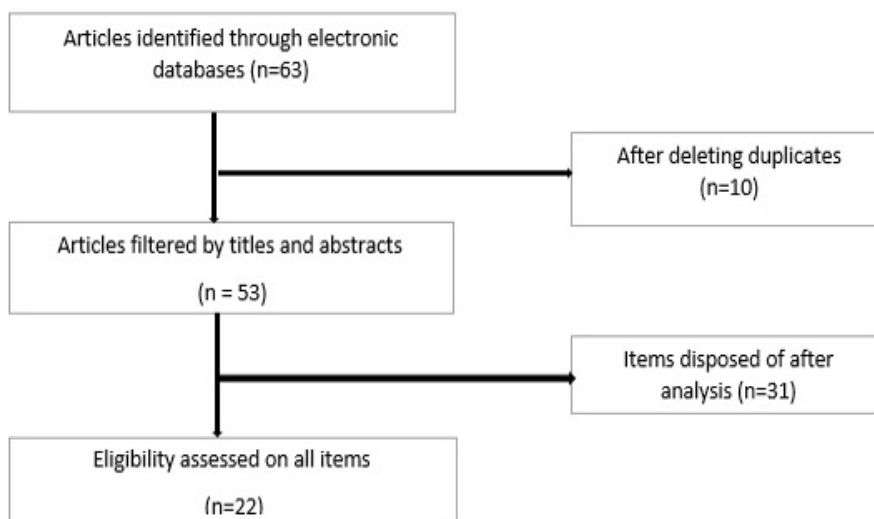 Articles identified through electronic
databases (n=63)
After deleting duplicates
(n=10)
Articles filtered by titles and abstracts
(n = 53)
Items disposed of after
analysis (n=31)
Eligibility assessed on all items
(n=22)